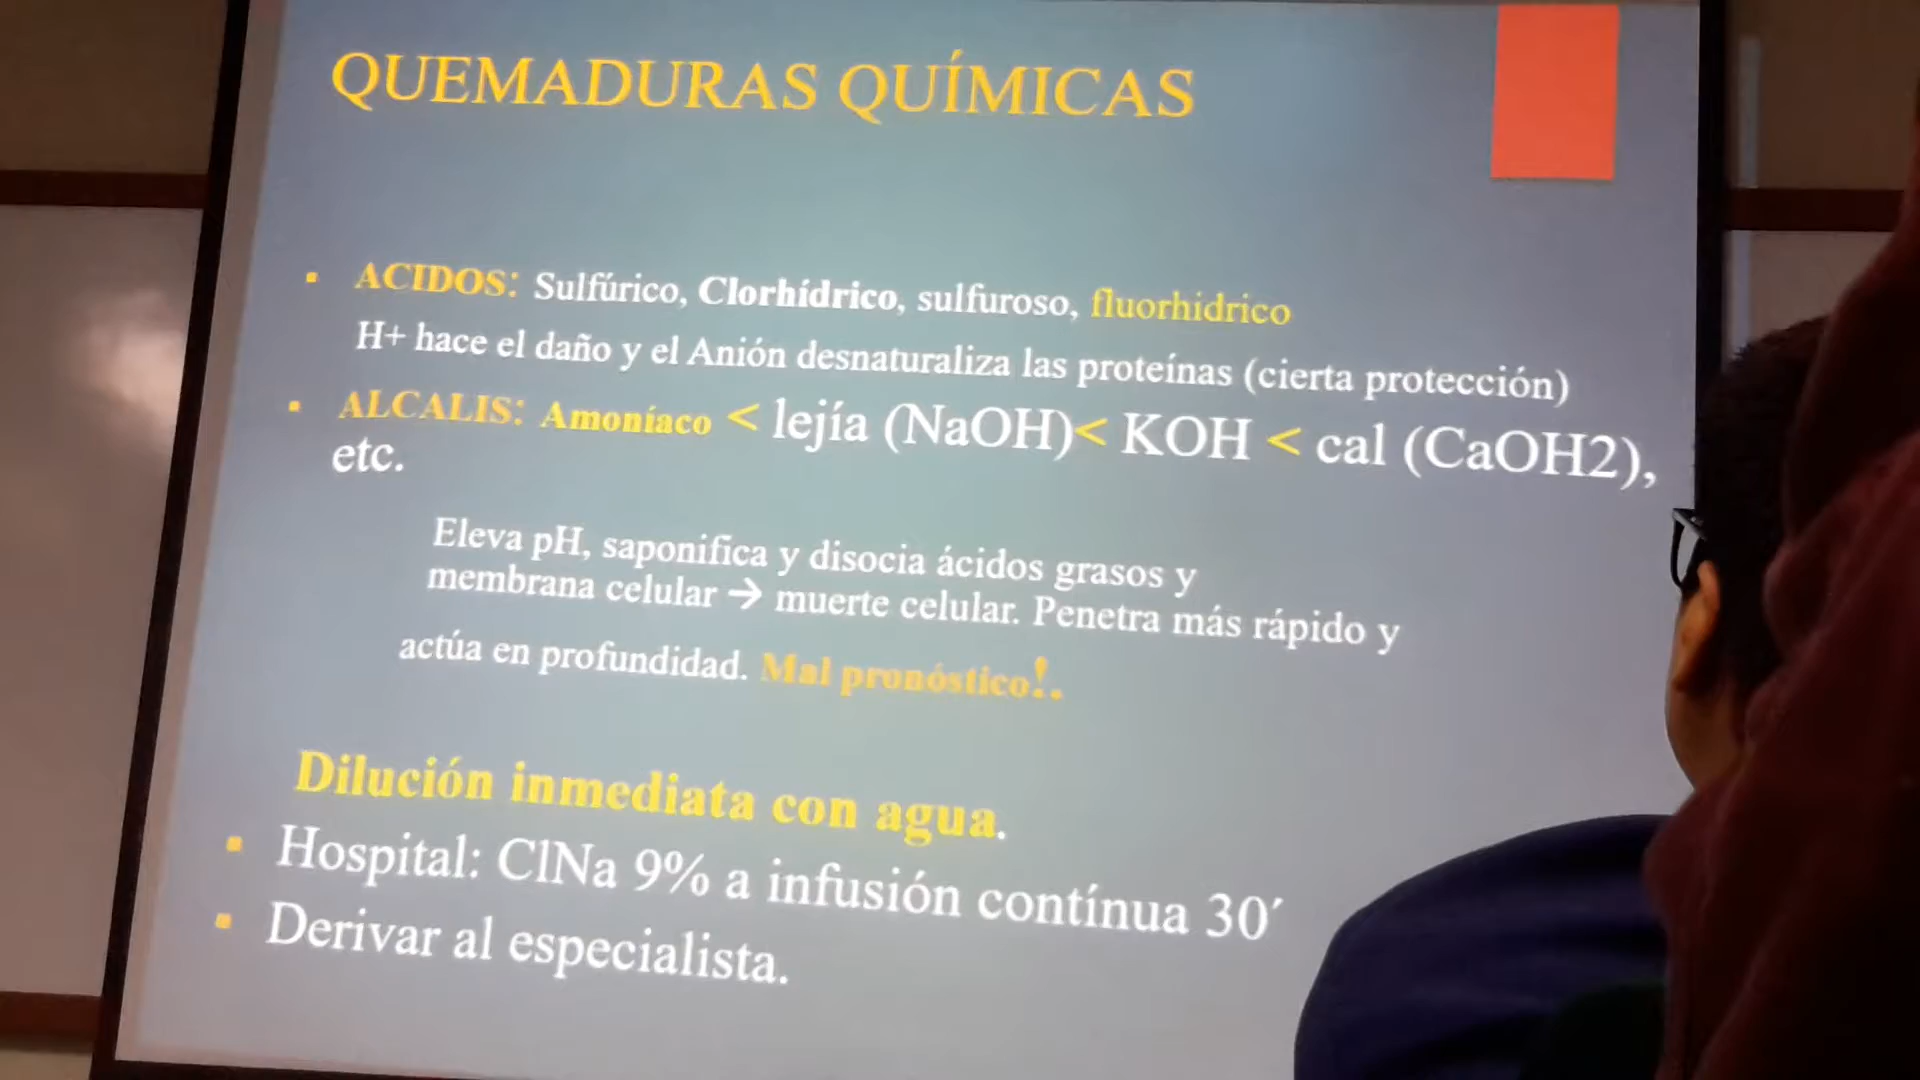 QUEMADURAS QUÍMICAS
▪ ACIDOS: Sulfúrico, Clorhídrico, sulfuroso, fluorhidrico
H+ hace el daño y el Anión desnaturaliza las proteínas (cierta protección)
▪ ALCALIS: Amoníaco < lejía (NaOH)< KOH < cal (CaOH2),
etc.
Eleva pH, saponifica y disocia ácidos grasos y
membrana celular → muerte celular. Penetra más rápido y
actúa en profundidad. Mal pronóstico!.
Dilución inmediata con agua.
▪ Hospital: ClNa 9% a infusión contínua 30´
▪ Derivar al especialista.